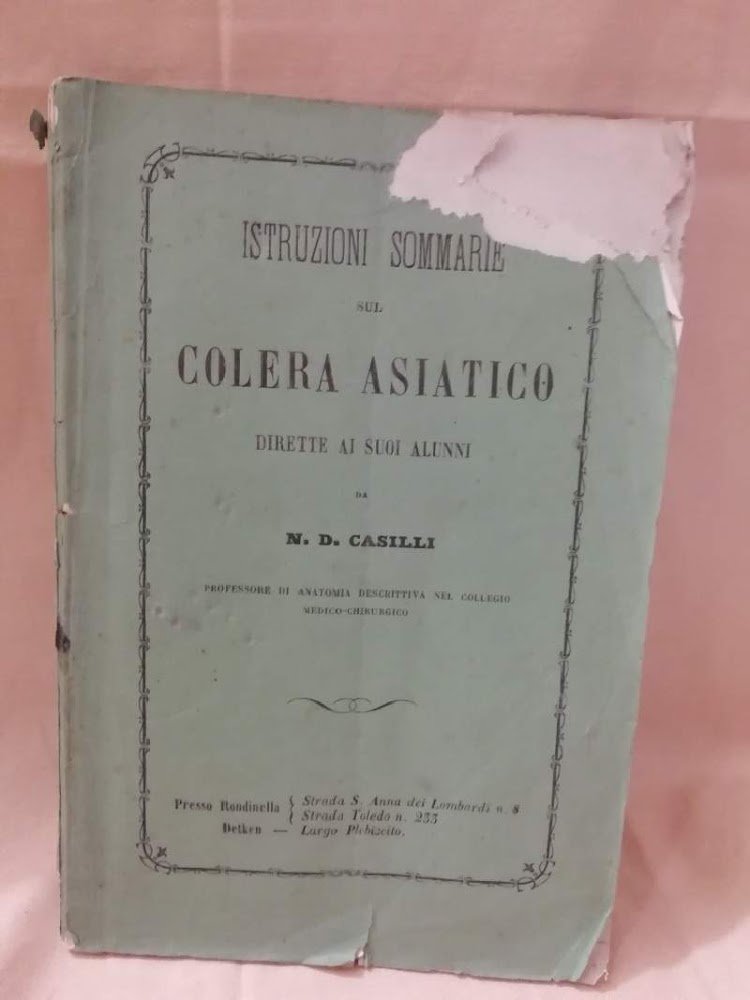 ISTRUZIONI SOMMARIE
SUL
COLERA ASIATICO
DIRETTE AI SUOI ALUNNI
DA
N. D. CASILLI
PROFESSORE DI ANATOMIA DESCRITTIVA NEL COLLEGIO
MEDICO-CHIRURGICO
Presso Rondinella { Strada S. Anna dei Lombardi n. 8
{ Strada Toledo n. 233
Detken — Largo Plebiscito.